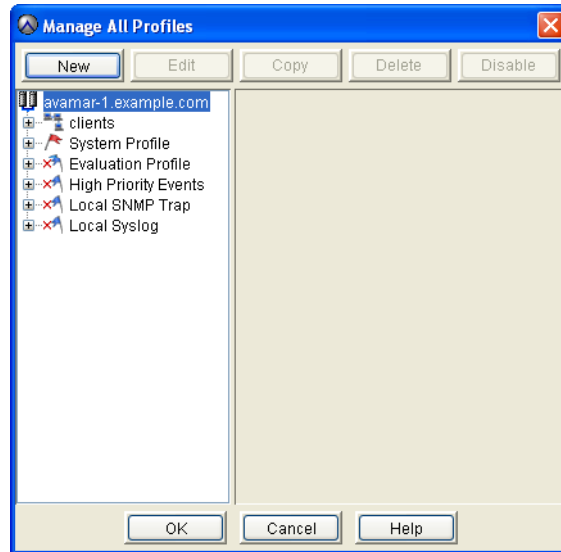 Manage All Profiles
New Edit Copy Delete Disable
avamar-1.example.com
clients
System Profile
Evaluation Profile
High Priority Events
Local SNMP Trap
Local Syslog
OK Cancel Help